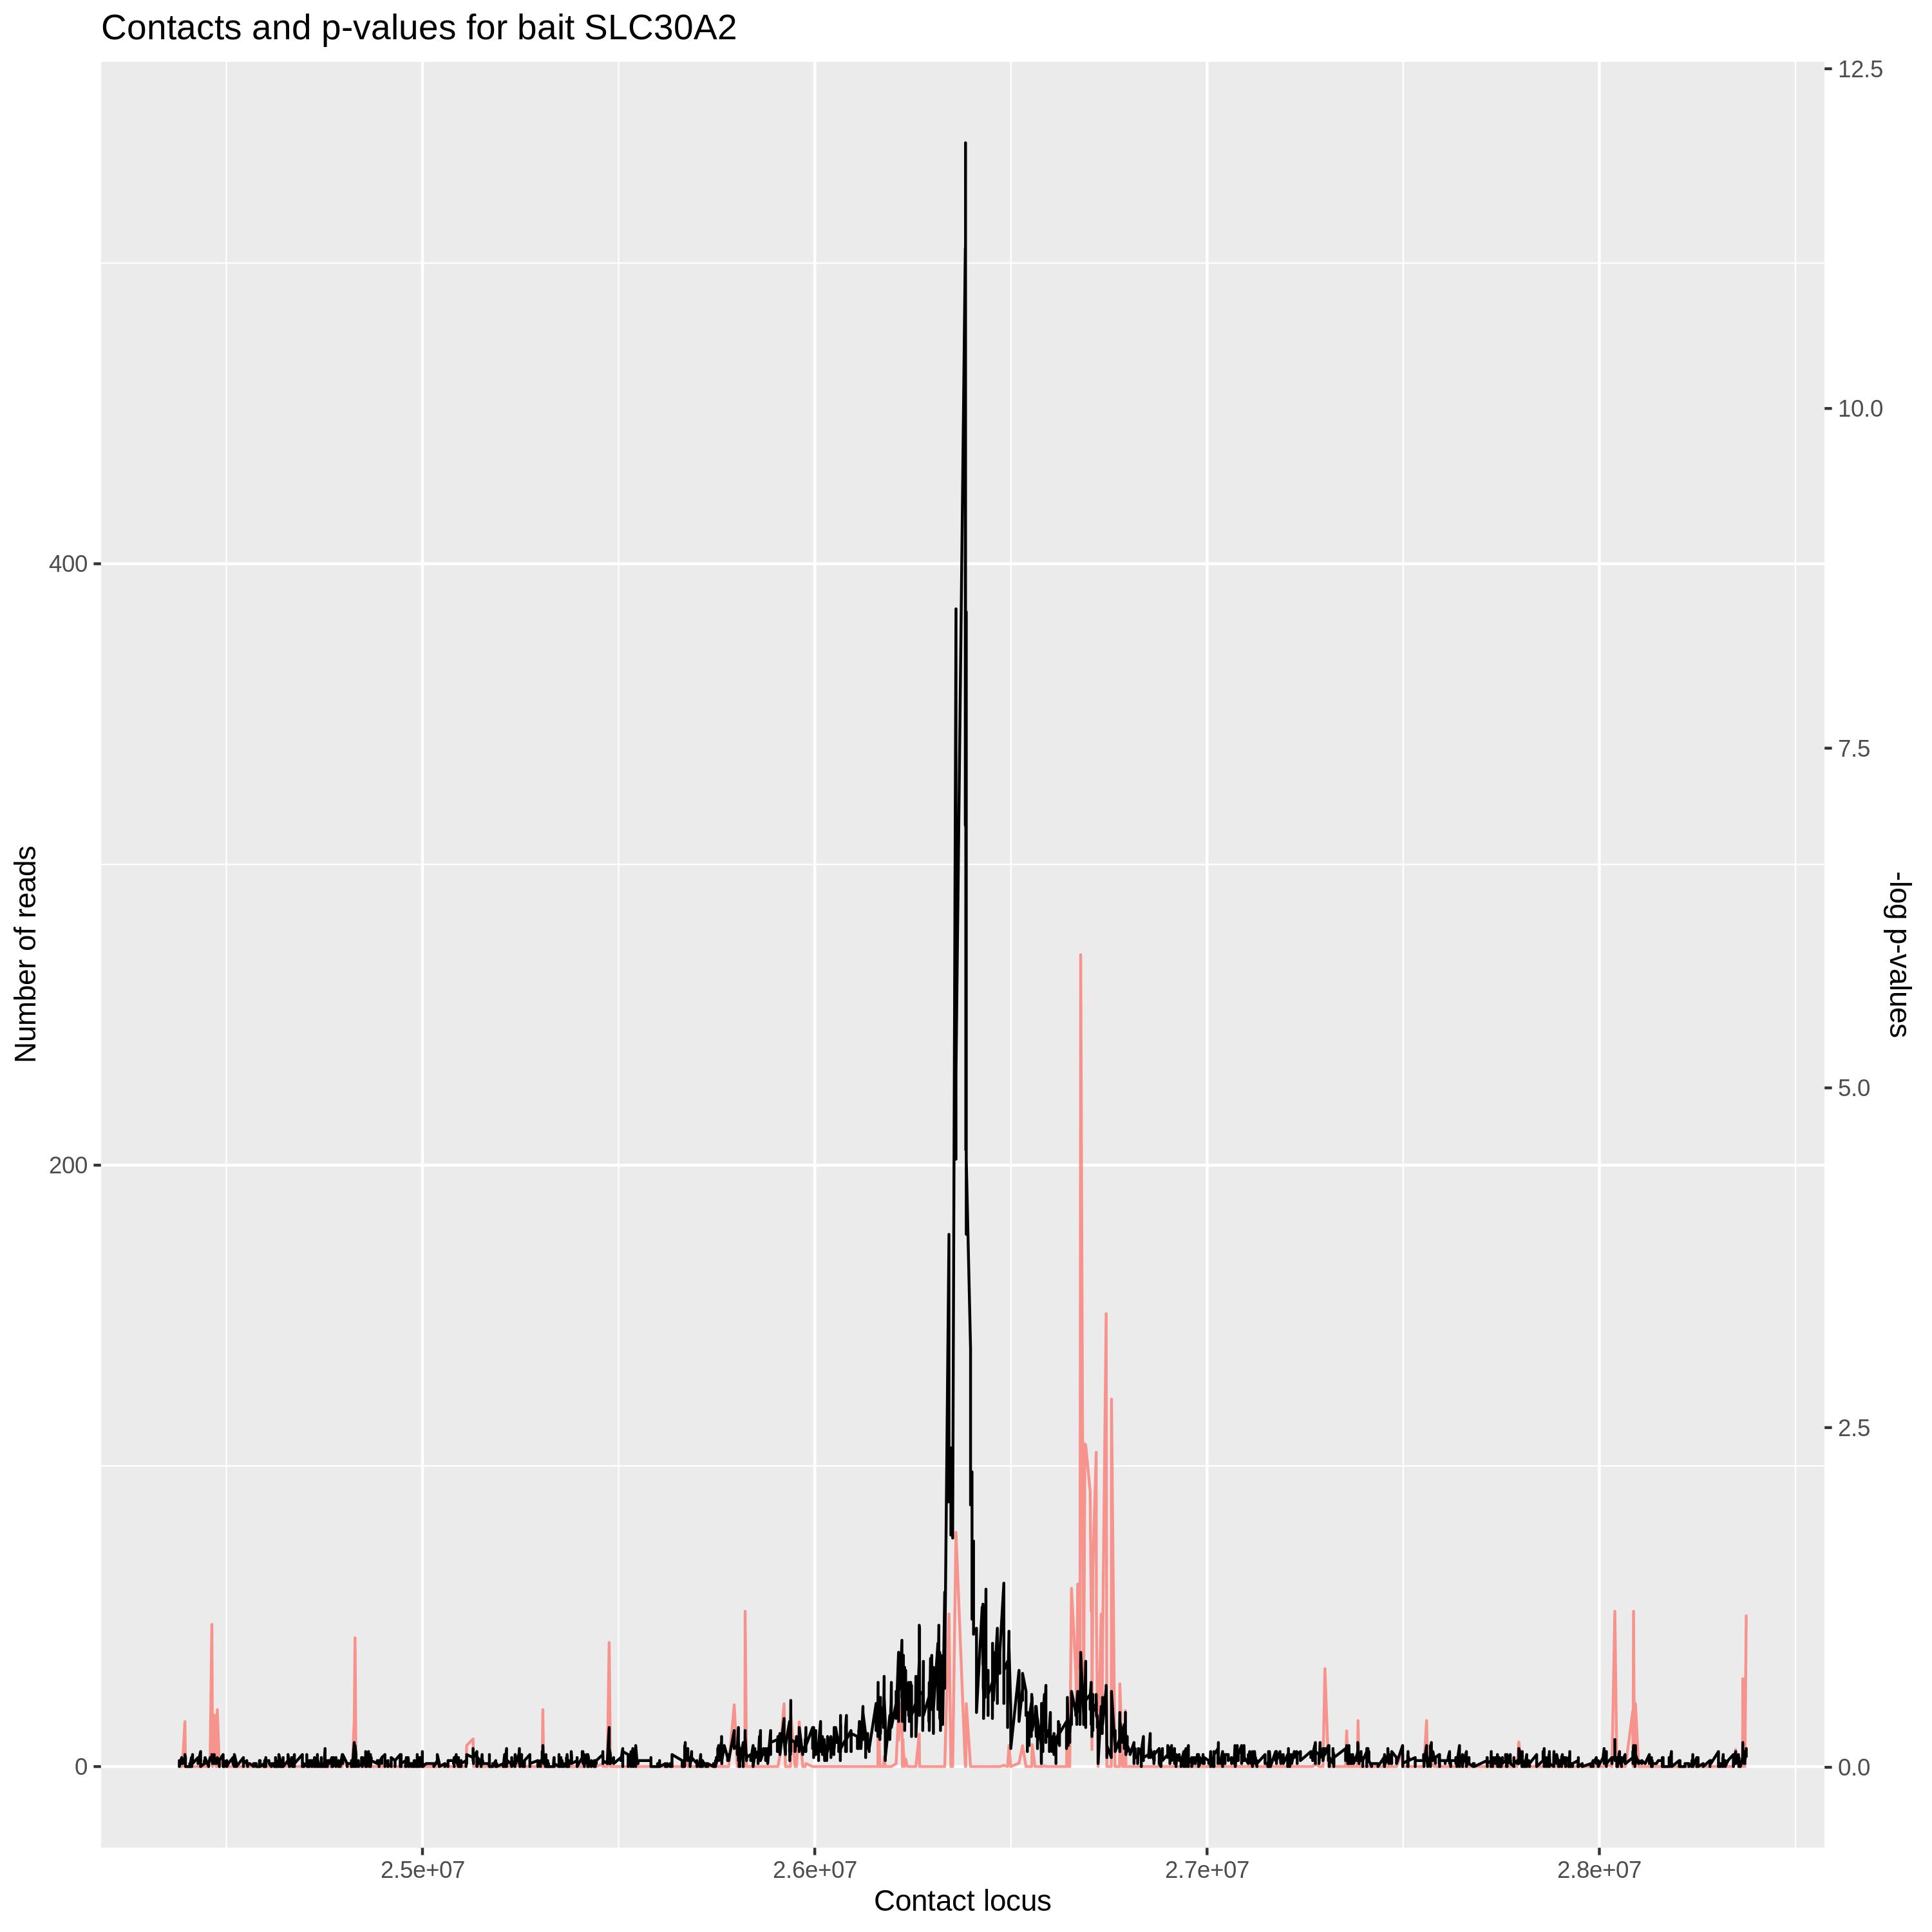 Contacts and p-values for bait SLC30A2
12.5
10.0
400
7.5
Number of reads
-log p-values
5.0
200
2.5
0
0.0
2.5e+07 2.6e+07 2.7e+07 2.8e+07
Contact locus